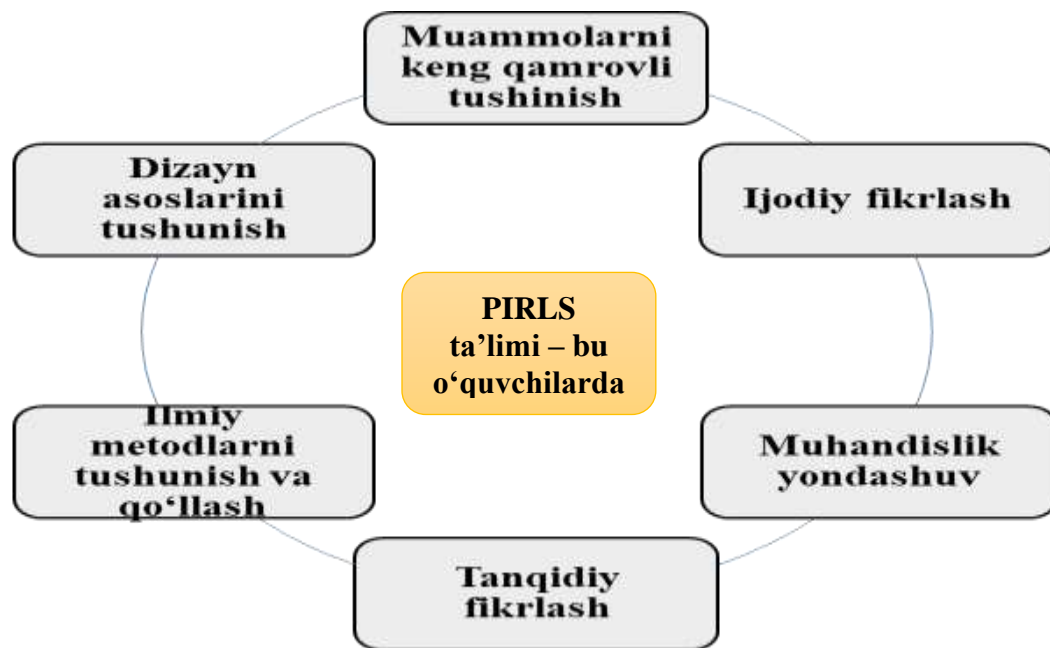 Muammolarni
keng qamrovli
tushinish
Dizayn
asoslarini
tushunish
Ijodiy fikrlash
PIRLS
ta’limi – bu
o‘quvchilarda
Ilmiy
metodlarni
tushunish va
qo‘llash
Muhandislik
yondashuv
Tanqidiy
fikrlash